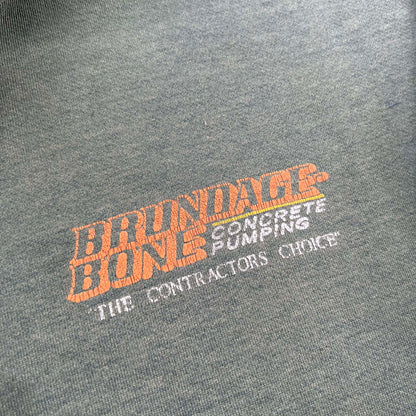 BRUNDAGE-
BONE CONCRETE
PUMPING
"THE CONTRACTORS CHOICE"